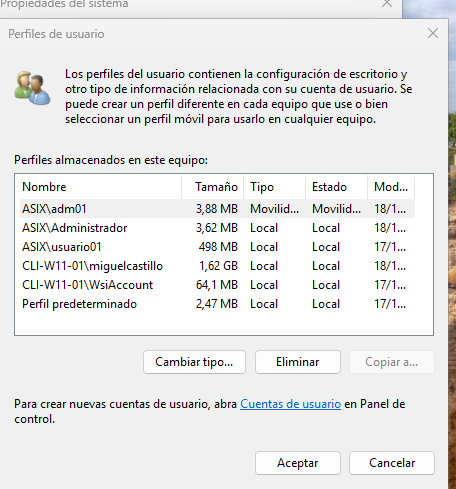 Propiedades del sistema
Perfiles de usuario
Los perfiles del usuario contienen la configuración de escritorio y
otro tipo de información relacionada con su cuenta de usuario. Se
puede crear un perfil diferente en cada equipo que use o bien
seleccionar un perfil móvil para usarlo en cualquier equipo.
Perfiles almacenados en este equipo:
Nombre Tamaño Tipo Estado Mod...
ASIX\adm01 3,88 MB Movilid... Movilid... 18/1...
ASIX\Administrador 3,62 MB Local Local 18/1...
ASIX\usuario01 498 MB Local Local 17/1...
CLI-W11-01\miguelcastillo 1,62 GB Local Local 18/1...
CLI-W11-01\WsiAccount 64,1 MB Local Local 17/1...
Perfil predeterminado 2,47 MB Local Local 17/1...
Cambiar tipo... Eliminar Copiar a...
Para crear nuevas cuentas de usuario, abra Cuentas de usuario en Panel de
control.
Aceptar Cancelar